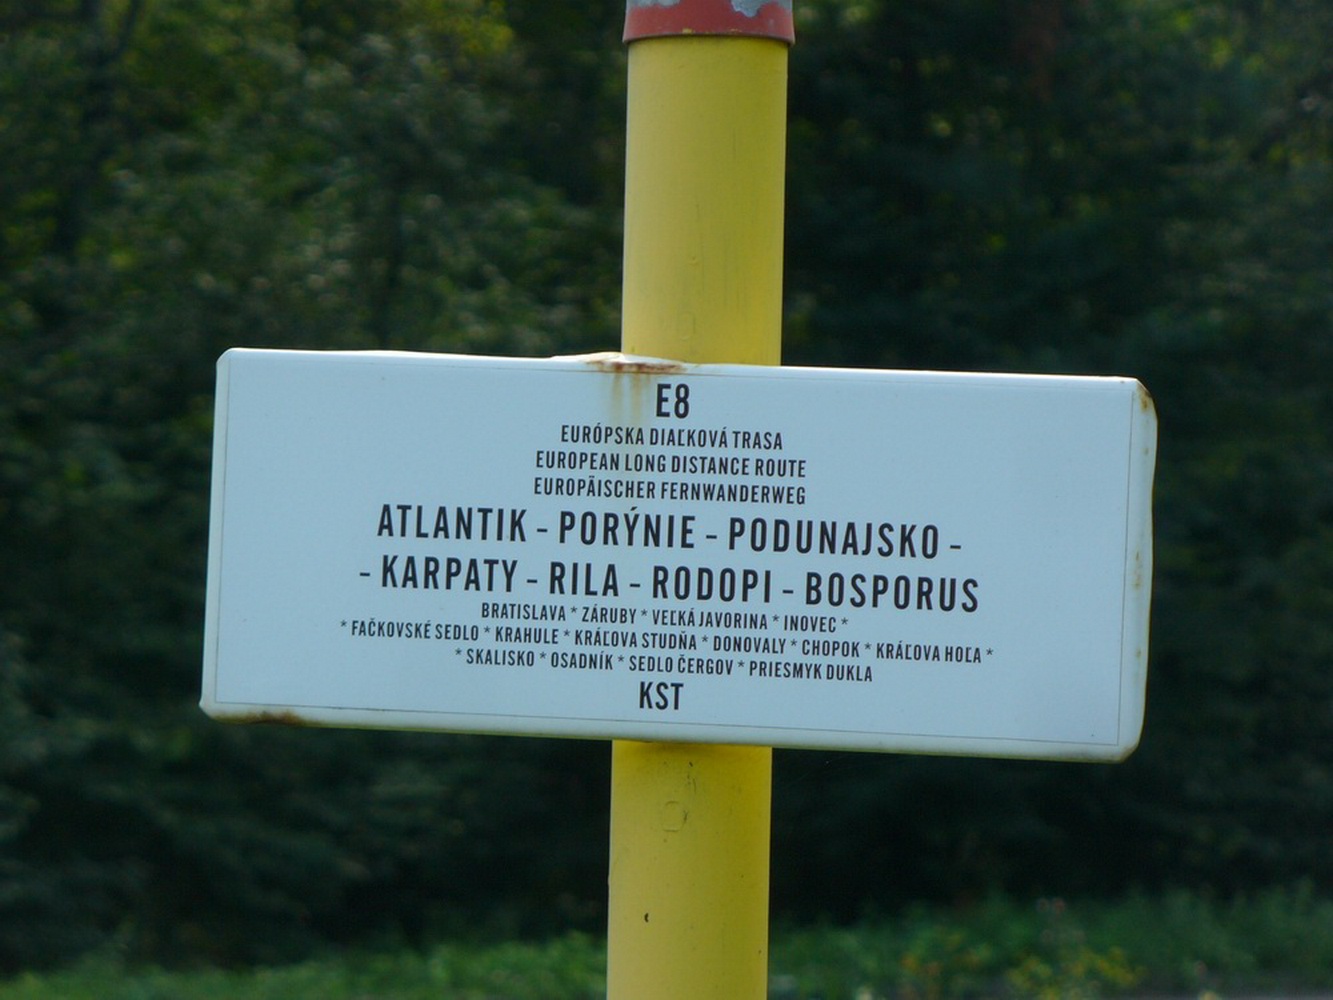 E8
EURÓPSKA DIAĽKOVÁ TRASA
EUROPEAN LONG DISTANCE ROUTE
EUROPÄISCHER FERNWANDERWEG
ATLANTIK - PORÝNIE - PODUNAJSKO -
- KARPATY - RILA - RODOPI - BOSPORUS
BRATISLAVA * ZÁRUBY * VEĽKÁ JAVORINA * INOVEC *
* FAČKOVSKÉ SEDLO * KRAHULE * KRÁĽOVA STUDŇA * DONOVALY * CHOPOK * KRÁĽOVA HOĽA *
* SKALISKO * OSADNÍK * SEDLO ČERGOV * PRIESMYK DUKLA
KST